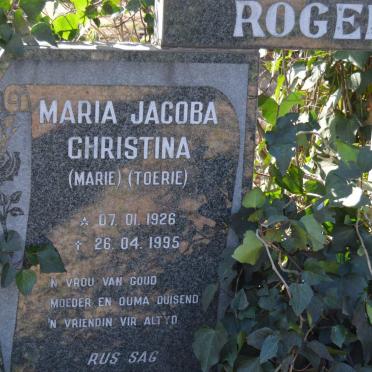 ROGE
MARIA JACOBA
CHRISTINA
(MARIE) (TOERIE)
☆ 07. 01. 1926
† 26. 04. 1995
'N VROU VAN GOUD
MOEDER EN OUMA DUISEND
'N VRIENDIN VIR ALTYD
RUS SAG